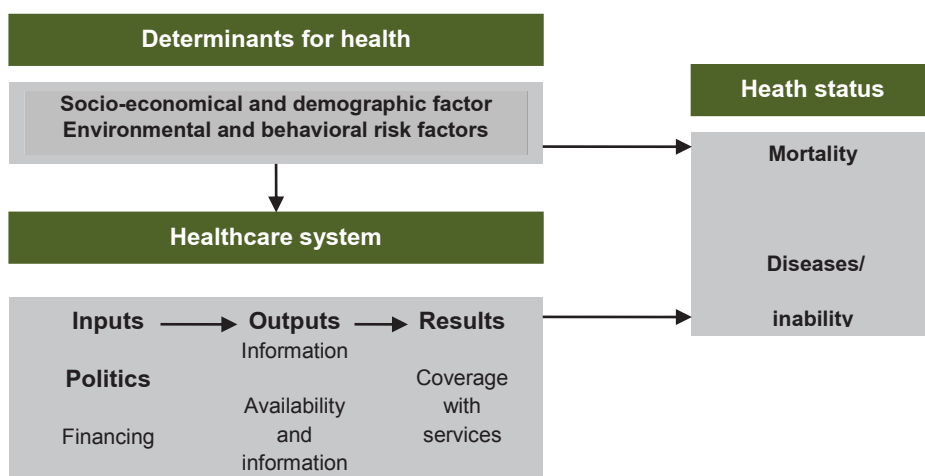 Determinants for health
Socio-economical and demographic factor
Environmental and behavioral risk factors
Heath status
Mortality
Diseases/
inability
Healthcare system
Inputs
Politics
Financing
Outputs
Information
Availability
and
information
Results
Coverage
with
services